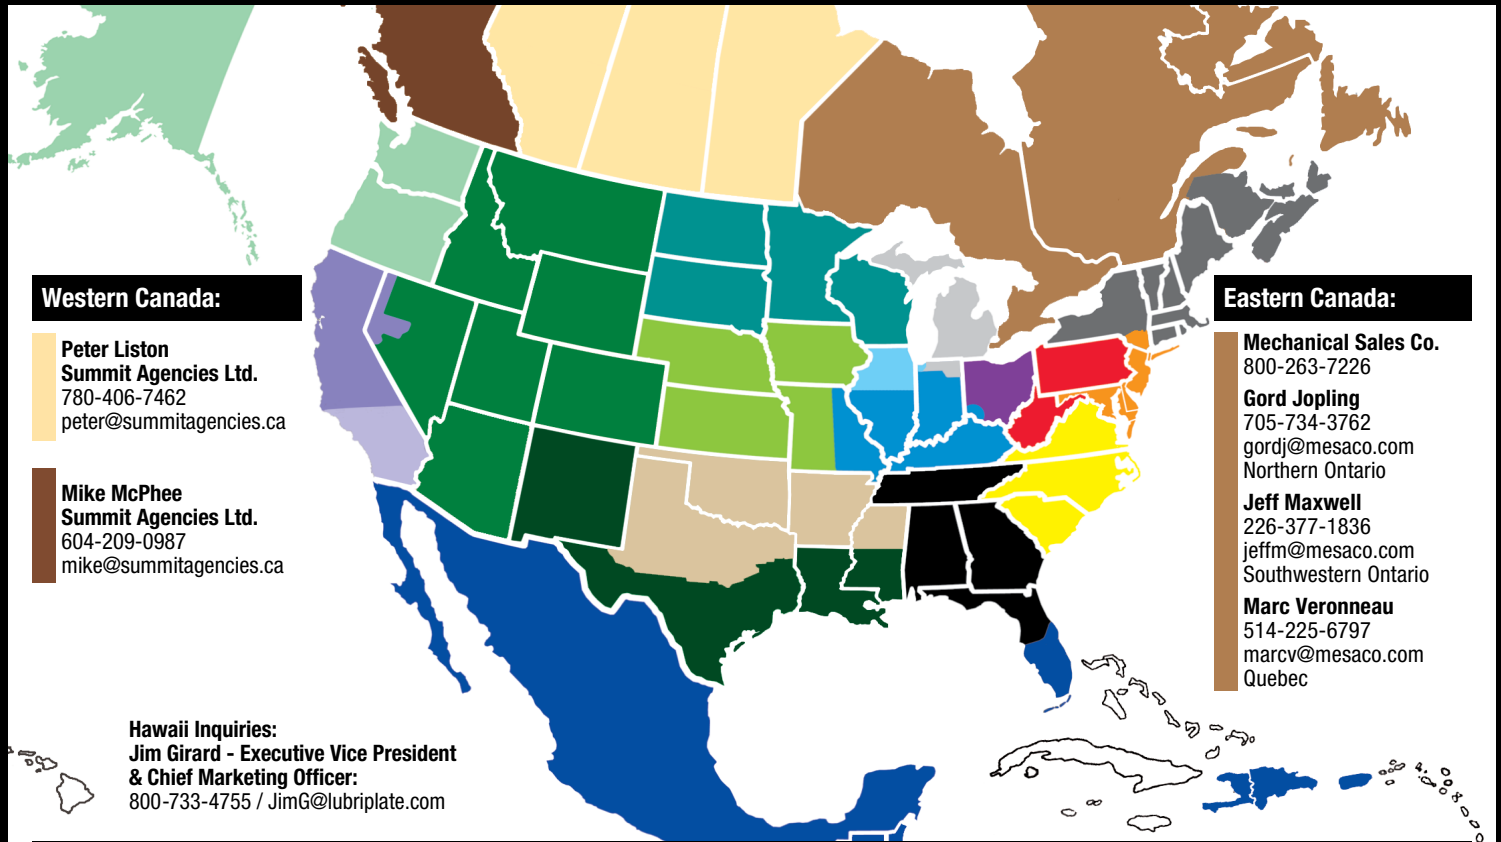 Western Canada:
Peter Liston
Summit Agencies Ltd.
780-406-7462
peter@summitagencies.ca
Mike McPhee
Summit Agencies Ltd.
604-209-0987
mike@summitagencies.ca
Hawaii Inquiries:
Jim Girard - Executive Vice President
& Chief Marketing Officer:
800-733-4755 / JimG@lubriplate.com
Eastern Canada:
Mechanical Sales Co.
800-263-7226
Gord Jopling
705-734-3762
gordj@mesaco.com
Northern Ontario
Jeff Maxwell
226-377-1836
jeffm@mesaco.com
Southwestern Ontario
Marc Veronneau
514-225-6797
marcv@mesaco.com
Quebec